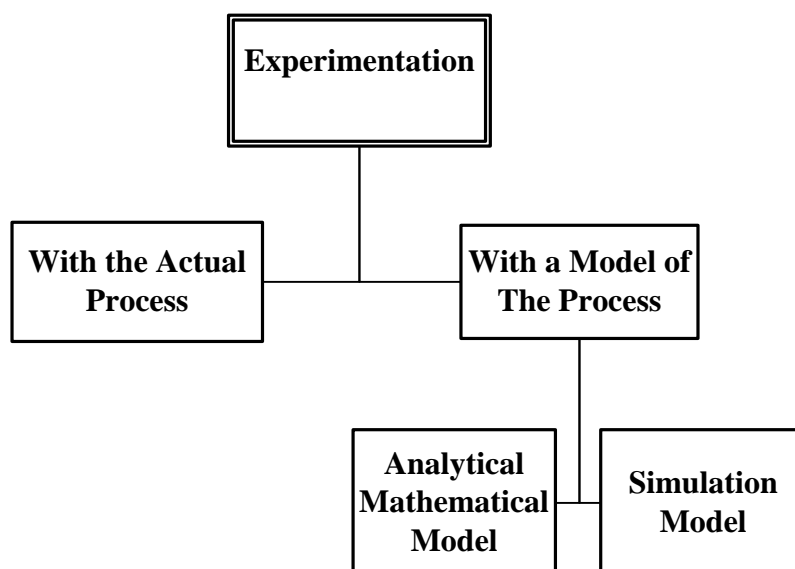 Experimentation
With the Actual
Process
With a Model of
The Process
Analytical
Mathematical
Model
Simulation
Model